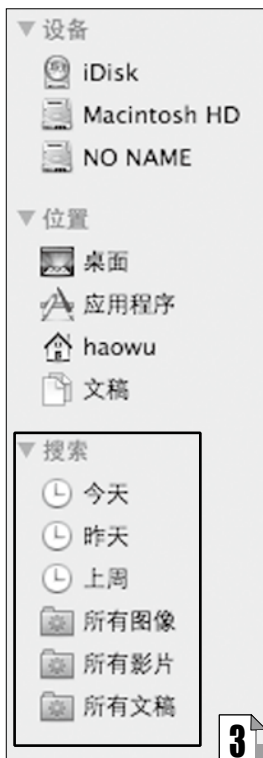 设备
iDisk
Macintosh HD
NO NAME
位置
桌面
应用程序
haowu
文稿
搜索
今天
昨天
上周
所有图像
所有影片
所有文稿
3